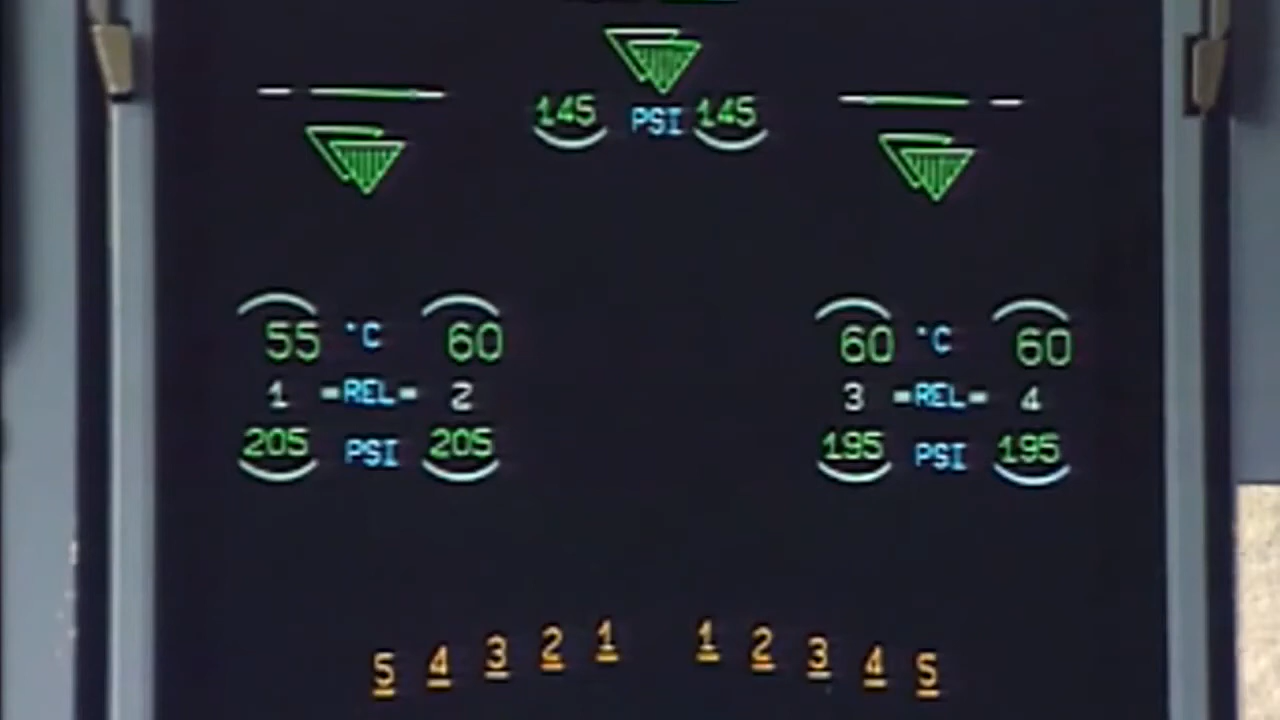 145 PSI 145
55 °C 60 60 °C 60
1 REL 2 3 REL 4
205 PSI 205 195 PSI 195
5 4 3 2 1 1 2 3 4 5